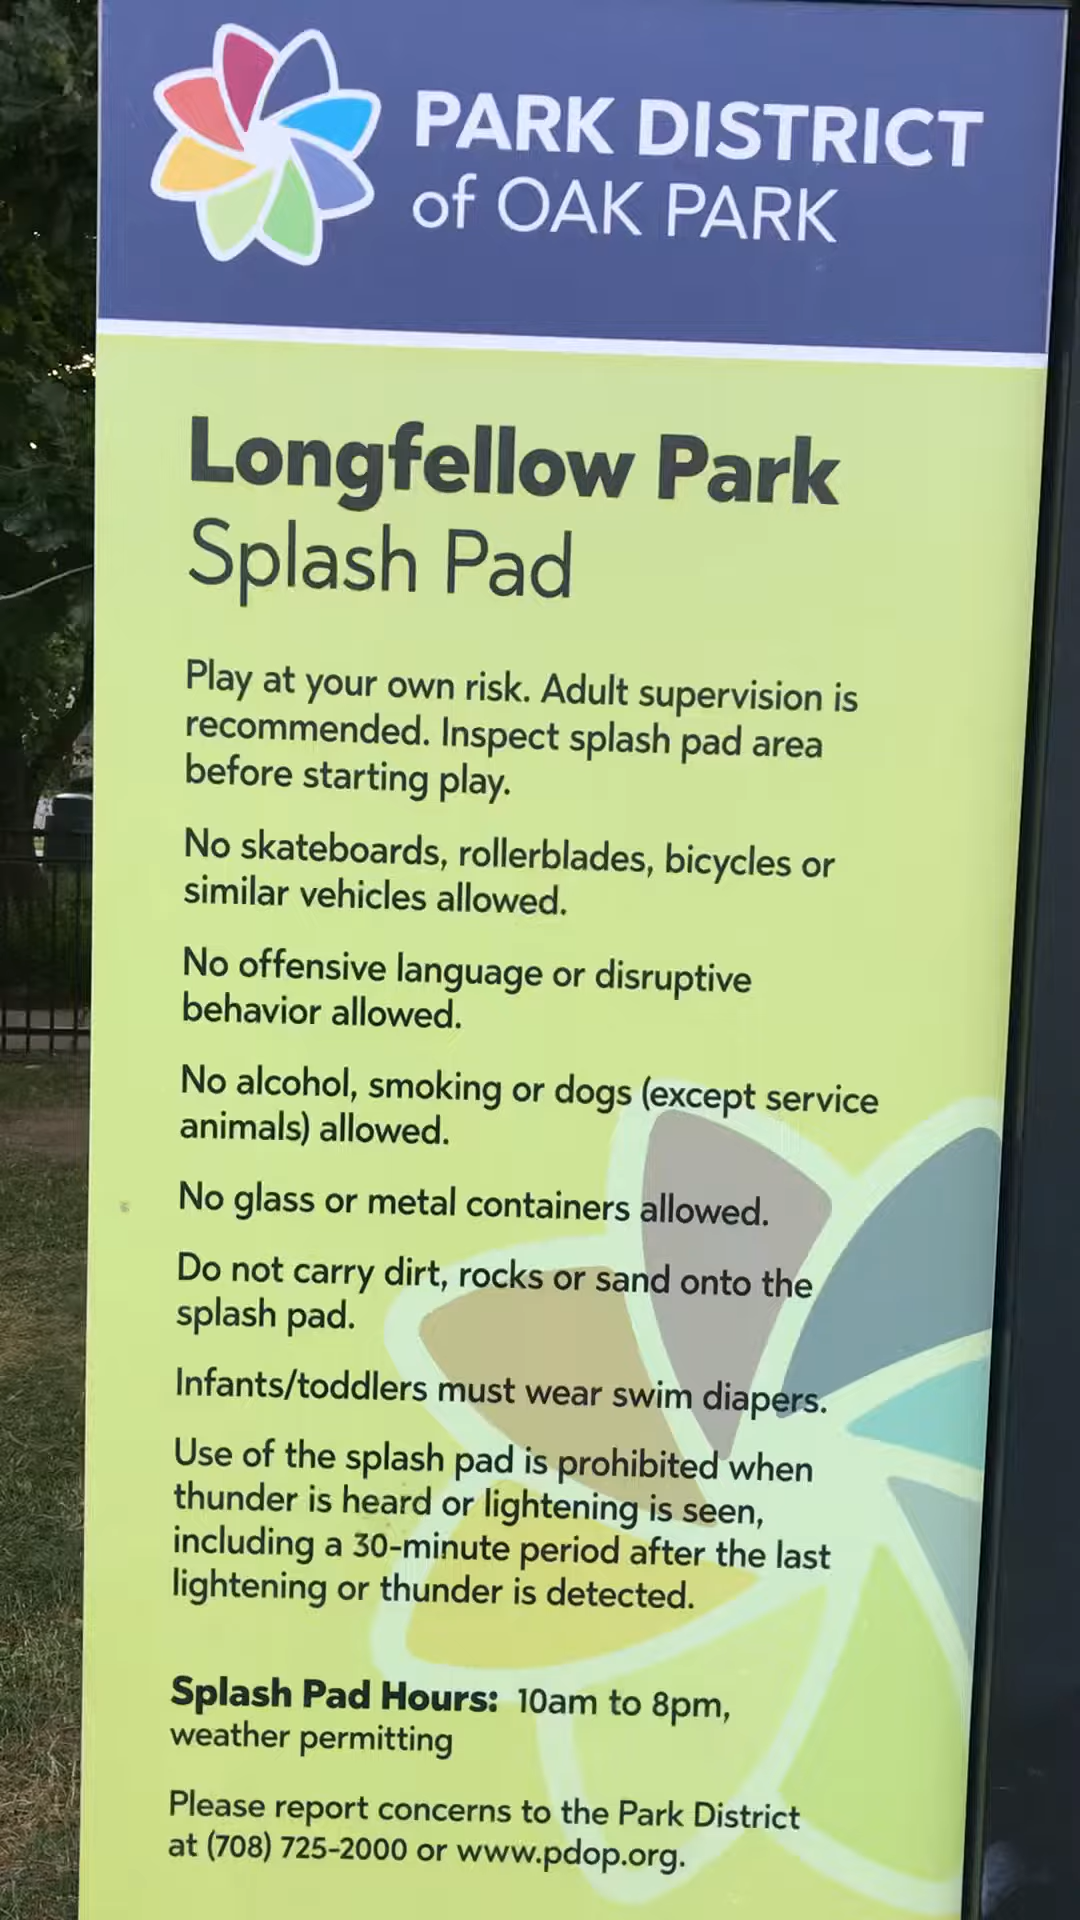 PARK DISTRICT
of OAK PARK
Longfellow Park
Splash Pad
Play at your own risk. Adult supervision is
recommended. Inspect splash pad area
before starting play.
No skateboards, rollerblades, bicycles or
similar vehicles allowed.
No offensive language or disruptive
behavior allowed.
No alcohol, smoking or dogs (except service
animals) allowed.
No glass or metal containers allowed.
Do not carry dirt, rocks or sand onto the
splash pad.
Infants/toddlers must wear swim diapers.
Use of the splash pad is prohibited when
thunder is heard or lightening is seen,
including a 30-minute period after the last
lightening or thunder is detected.
Splash Pad Hours: 10am to 8pm,
weather permitting
Please report concerns to the Park District
at (708) 725-2000 or www.pdop.org.